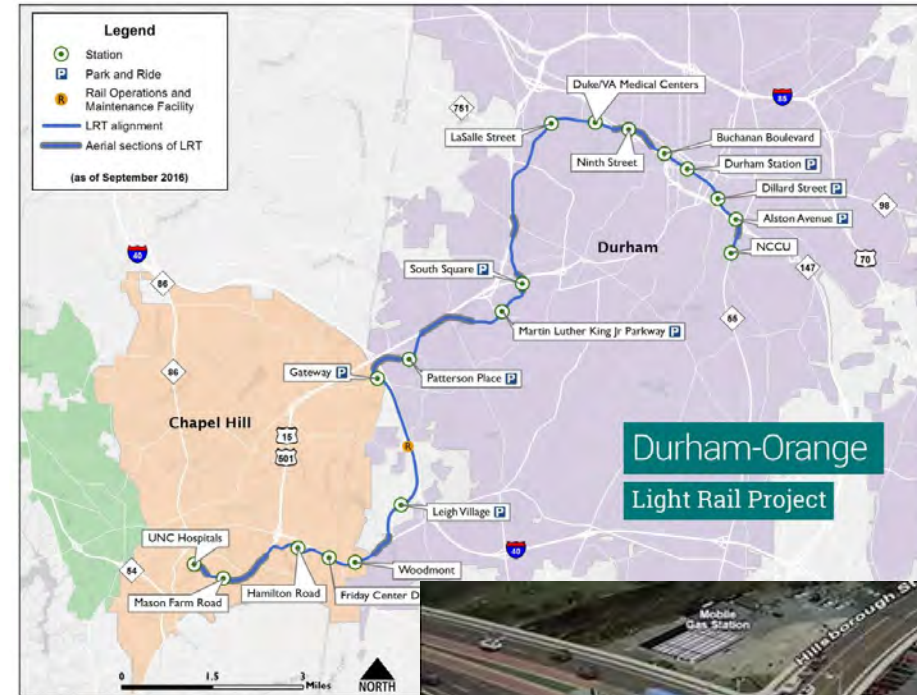 Legend
Station
P Park and Ride
R Rail Operations and
Maintenance Facility
LRT alignment
Aerial sections of LRT
(as of September 2016)
751
85
Duke/VA Medical Centers
LaSalle Street
Ninth Street
Buchanan Boulevard
Durham Station P
Dillard Street P
98
Alston Avenue P
Durham
NCCU
147
70
55
40
86
South Square P
Martin Luther King Jr Parkway P
Gateway P
Patterson Place P
86
Chapel Hill
15
501
R
Durham-Orange
Light Rail Project
Leigh Village P
40
UNC Hospitals
54
Woodmont
Mason Farm Road
Hamilton Road
Friday Center D
0 1.5 3
Miles
NORTH
Mobile
Gas Station
Hillsborough S